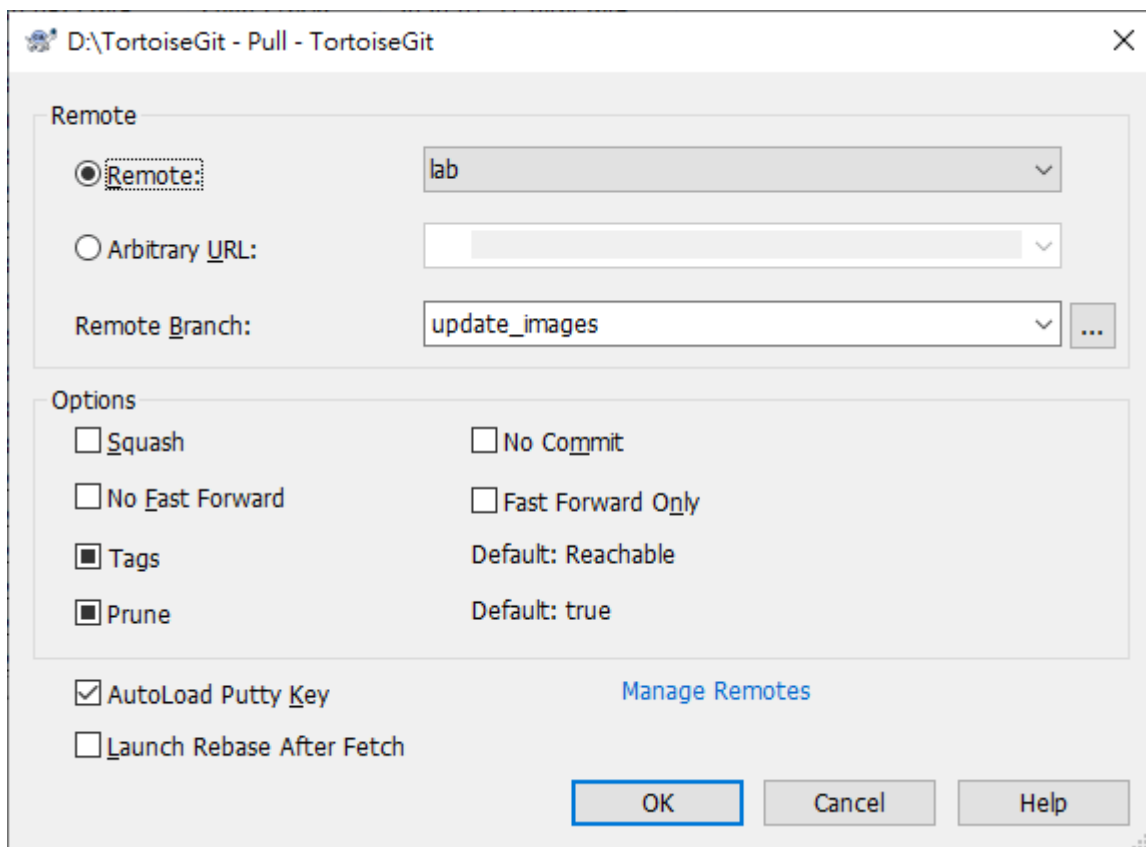 D:\TortoiseGit - Pull - TortoiseGit
Remote
Remote:
lab
Arbitrary URL:
Remote Branch:
update_images
...
Options
Squash
No Commit
No Fast Forward
Fast Forward Only
Tags
Default: Reachable
Prune
Default: true
AutoLoad Putty Key
Manage Remotes
Launch Rebase After Fetch
OK
Cancel
Help